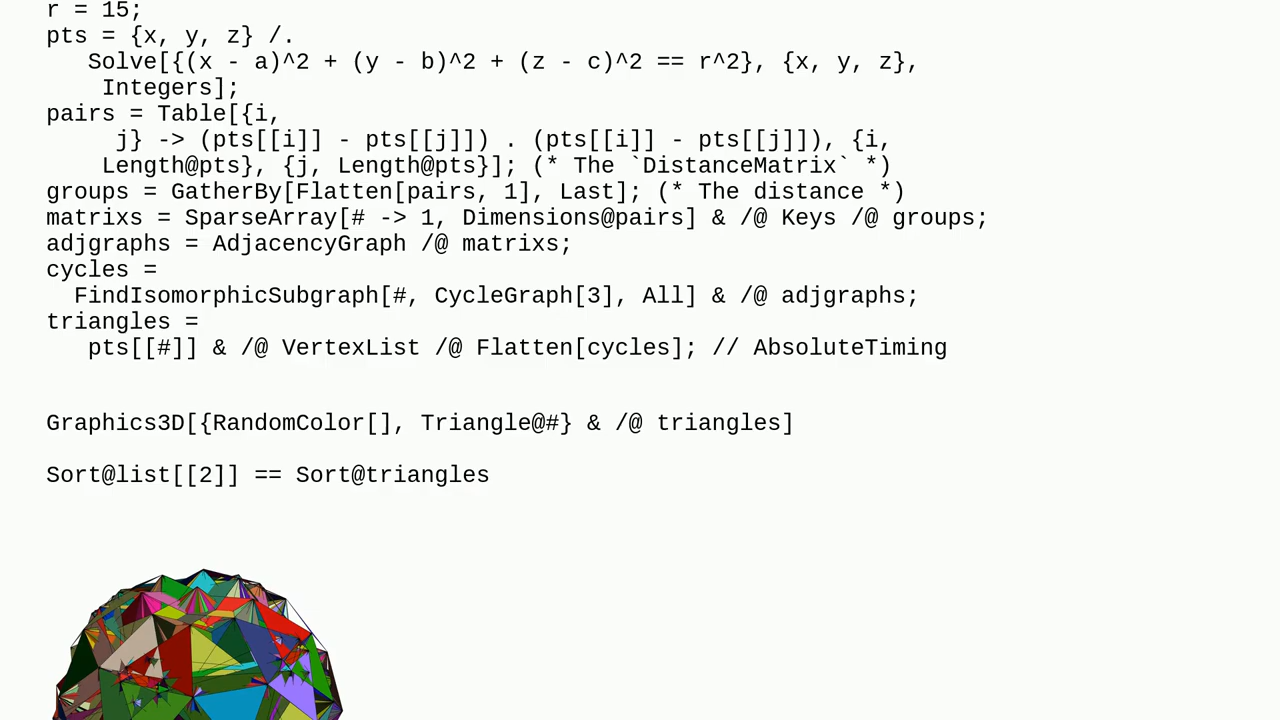 r = 15;
pts = {x, y, z} /.
Solve[{(x - a)^2 + (y - b)^2 + (z - c)^2 == r^2}, {x, y, z},
Integers];
pairs = Table[{i,
j} -> (pts[[i]] - pts[[j]]) . (pts[[i]] - pts[[j]]), {i,
Length@pts}, {j, Length@pts}]; (* The `DistanceMatrix` *)
groups = GatherBy[Flatten[pairs, 1], Last]; (* The distance *)
matrixs = SparseArray[# -> 1, Dimensions@pairs] & /@ Keys /@ groups;
adjgraphs = AdjacencyGraph /@ matrixs;
cycles =
FindIsomorphicSubgraph[#, CycleGraph[3], All] & /@ adjgraphs;
triangles =
pts[[#]] & /@ VertexList /@ Flatten[cycles]; // AbsoluteTiming
Graphics3D[{RandomColor[], Triangle@#} & /@ triangles]
Sort@list[[2]] == Sort@triangles